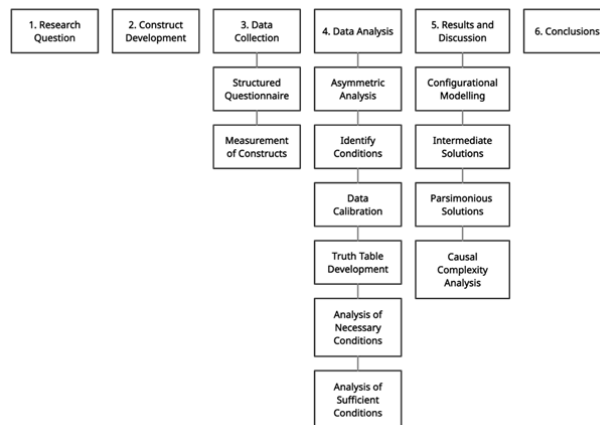 1. Research
Question
2. Construct
Development
3. Data
Collection
4. Data Analysis
5. Results and
Discussion
6. Conclusions
Structured
Questionnaire
Asymmetric
Analysis
Configurational
Modelling
Measurement
of Constructs
Identify
Conditions
Intermediate
Solutions
Data
Calibration
Parsimonious
Solutions
Truth Table
Development
Causal
Complexity
Analysis
Analysis of
Necessary
Conditions
Analysis of
Sufficient
Conditions